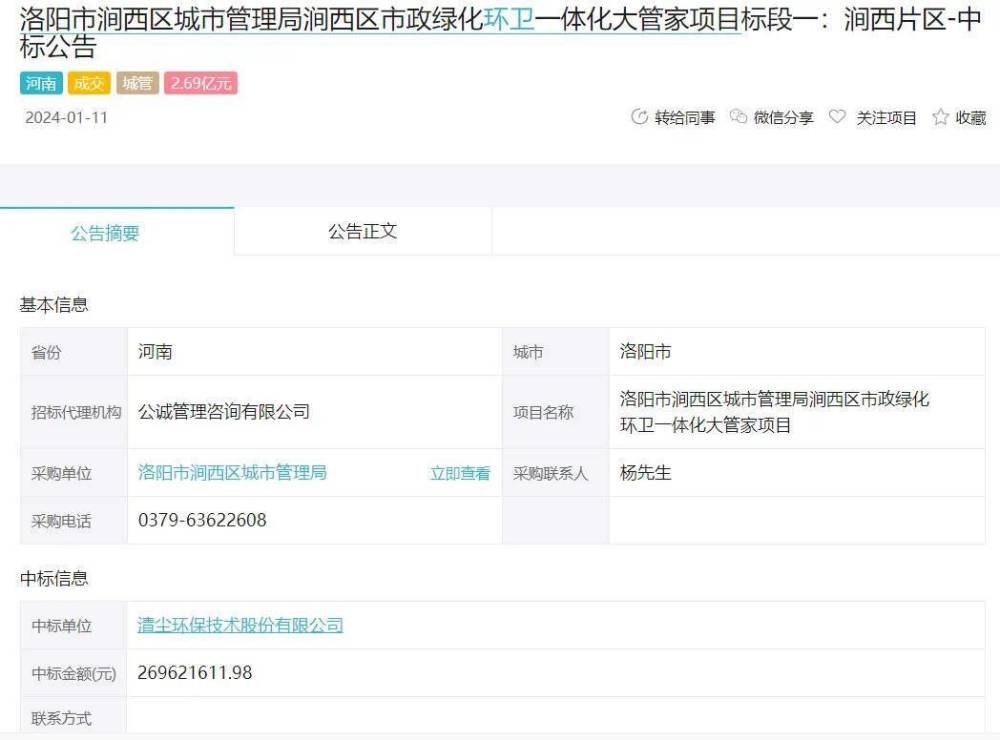 洛阳市涧西区城市管理局涧西区市政绿化环卫一体化大管家项目标段一：涧西片区-中
标公告
河南 成交 城管 2.69亿元
2024-01-11 转给同事 微信分享 关注项目 收藏
公告摘要 公告正文
基本信息
省份 河南 城市 洛阳市
招标代理机构 公诚管理咨询有限公司 项目名称 洛阳市涧西区城市管理局涧西区市政绿化
环卫一体化大管家项目
采购单位 洛阳市涧西区城市管理局 立即查看 采购联系人 杨先生
采购电话 0379-63622608
中标信息
中标单位 清尘环保技术股份有限公司
中标金额(元) 269621611.98
联系方式